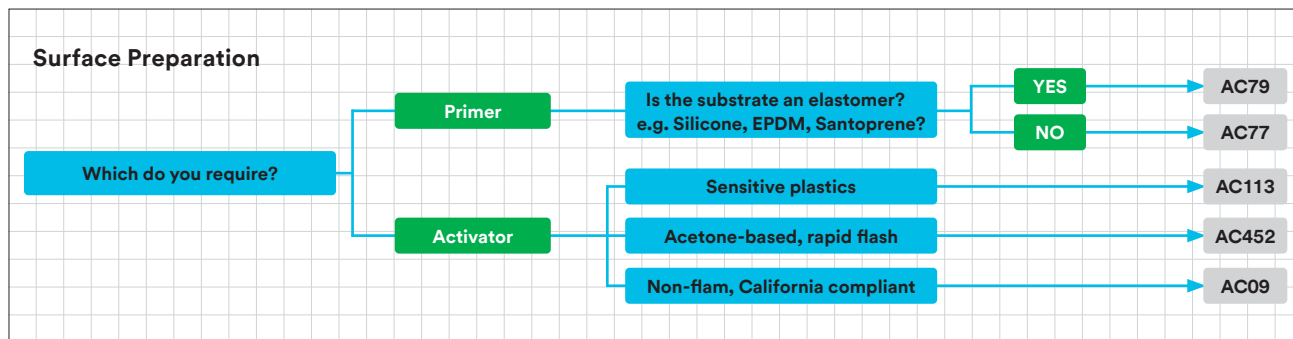 Surface Preparation
Which do you require?
Primer
Is the substrate an elastomer?
e.g. Silicone, EPDM, Santoprene?
YES
AC79
NO
AC77
Activator
Sensitive plastics
AC113
Acetone-based, rapid flash
AC452
Non-flam, California compliant
AC09